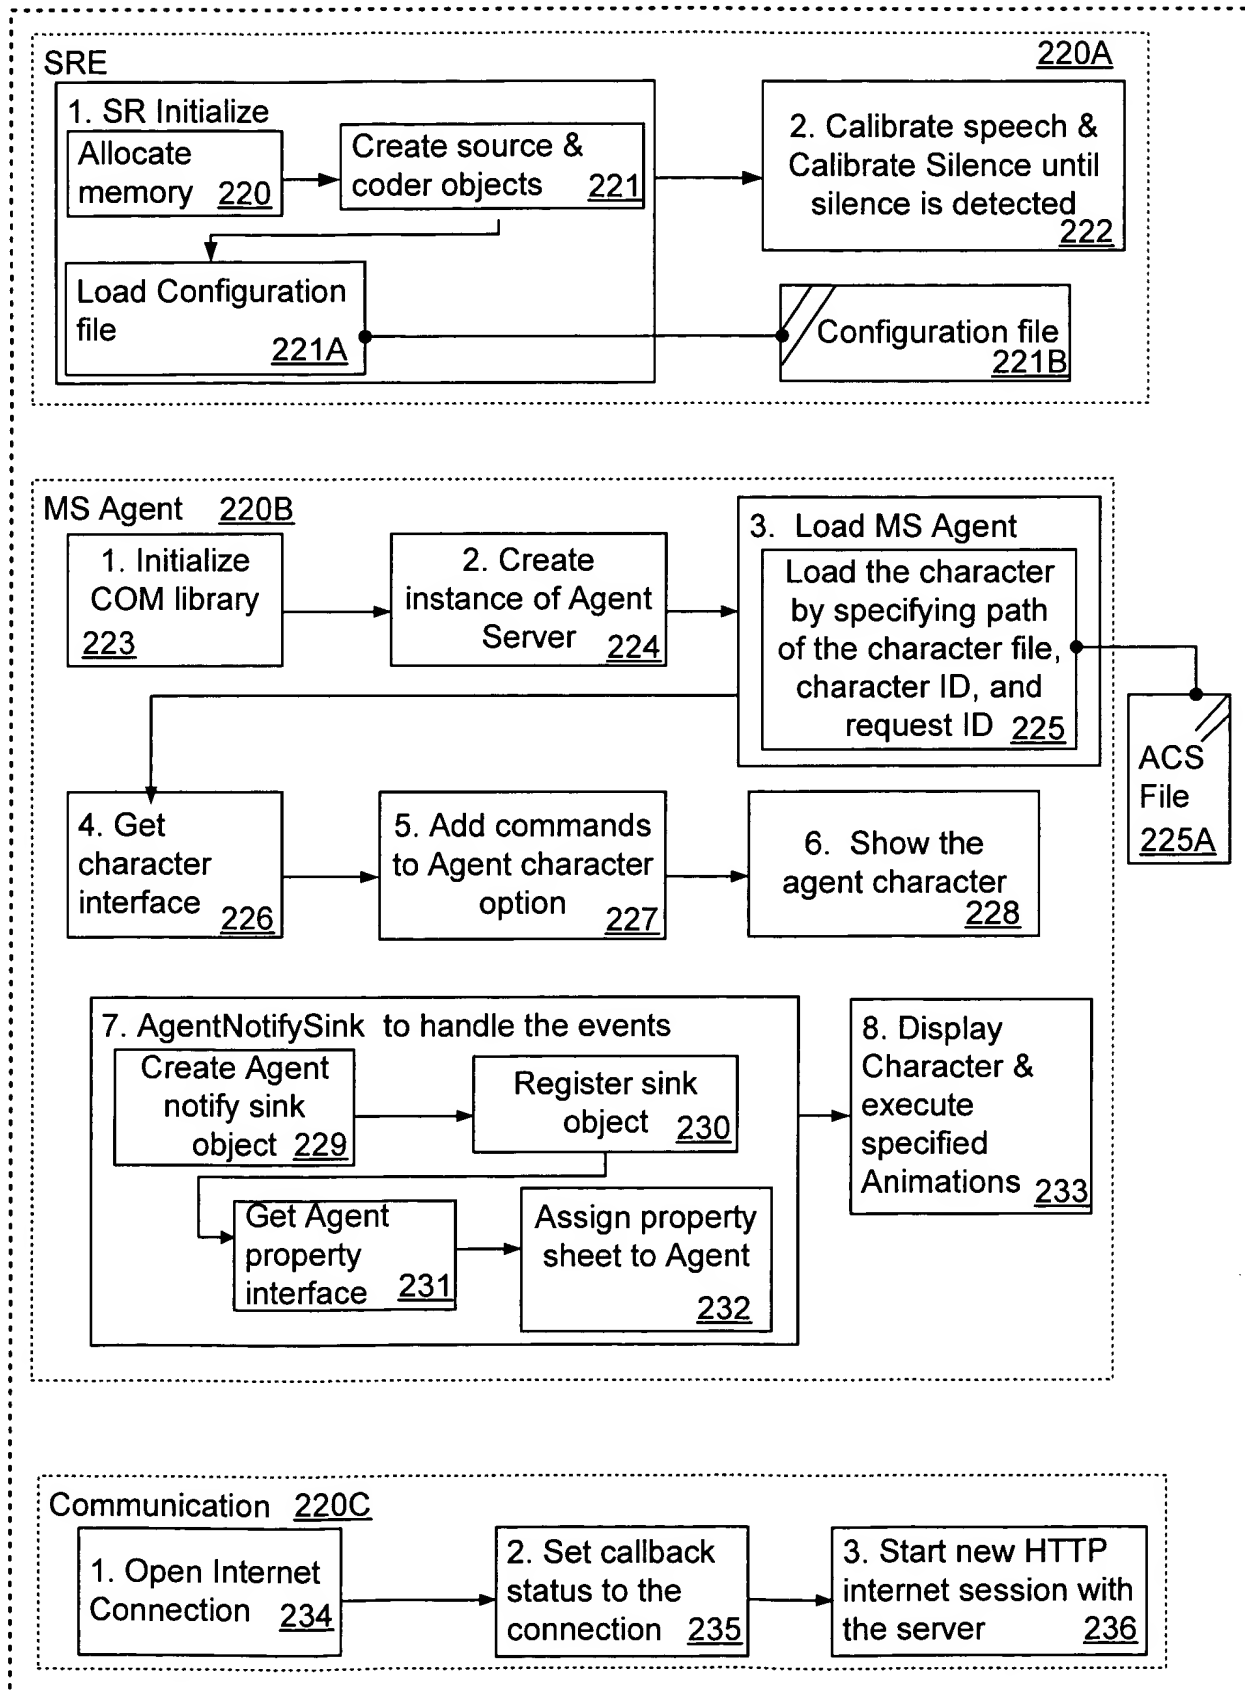 SRE
220A
1. SR Initialize
Allocate
memory 220
Create source &
coder objects 221
2. Calibrate speech &
Calibrate Silence until
silence is detected
222
Load Configuration
file
221A
Configuration file
221B
MS Agent 220B
1. Initialize
COM library
223
2. Create
instance of Agent
Server 224
3. Load MS Agent
Load the character
by specifying path
of the character file,
character ID, and
request ID 225
ACS
File
225A
4. Get
character
interface
226
5. Add commands
to Agent character
option 227
6. Show the
agent character
228
7. AgentNotifySink to handle the events
Create Agent
notify sink
object 229
Register sink
object 230
Get Agent
property
interface 231
Assign property
sheet to Agent
232
8. Display
Character &
execute
specified
Animations 233
Communication 220C
1. Open Internet
Connection 234
2. Set callback
status to the
connection 235
3. Start new HTTP
internet session with
the server 236